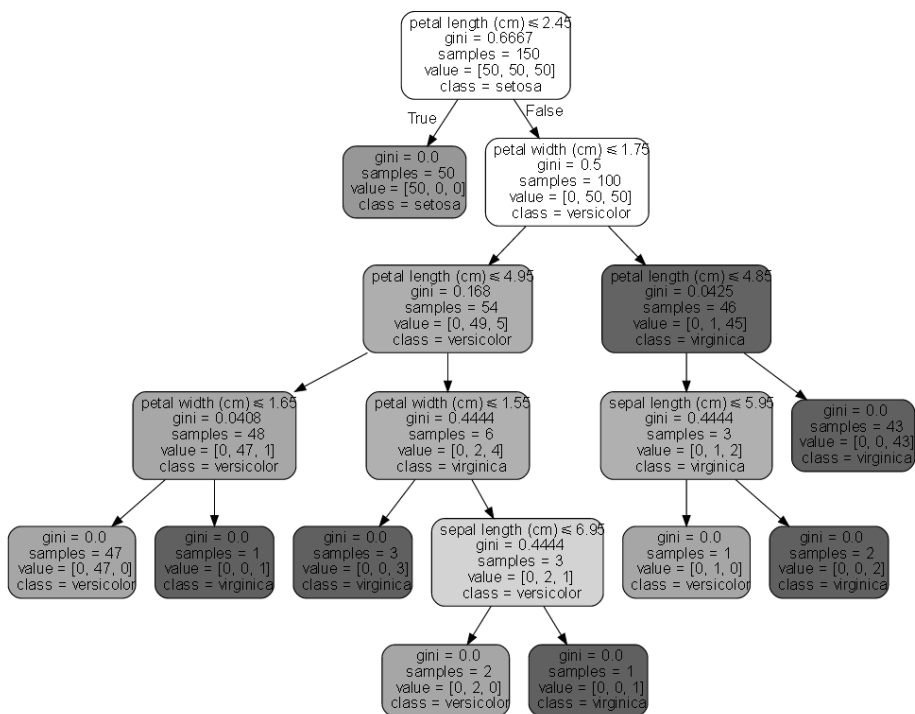 petal length (cm) ≤ 2.45
gini = 0.6667
samples = 150
value = [50, 50, 50]
class = setosa
True
False
gini = 0.0
samples = 50
value = [50, 0, 0]
class = setosa
petal width (cm) ≤ 1.75
gini = 0.5
samples = 100
value = [0, 50, 50]
class = versicolor
petal length (cm) ≤ 4.95
gini = 0.168
samples = 54
value = [0, 49, 5]
class = versicolor
petal length (cm) ≤ 4.85
gini = 0.0425
samples = 46
value = [0, 1, 45]
class = virginica
petal width (cm) ≤ 1.65
gini = 0.0408
samples = 48
value = [0, 47, 1]
class = versicolor
petal width (cm) ≤ 1.55
gini = 0.4444
samples = 6
value = [0, 2, 4]
class = virginica
sepal length (cm) ≤ 5.95
gini = 0.4444
samples = 3
value = [0, 1, 2]
class = virginica
gini = 0.0
samples = 43
value = [0, 0, 43]
class = virginica
gini = 0.0
samples = 47
value = [0, 47, 0]
class = versicolor
gini = 0.0
samples = 1
value = [0, 0, 1]
class = virginica
gini = 0.0
samples = 3
value = [0, 0, 3]
class = virginica
sepal length (cm) ≤ 6.95
gini = 0.4444
samples = 3
value = [0, 2, 1]
class = versicolor
gini = 0.0
samples = 1
value = [0, 1, 0]
class = versicolor
gini = 0.0
samples = 2
value = [0, 0, 2]
class = virginica
gini = 0.0
samples = 2
value = [0, 2, 0]
class = versicolor
gini = 0.0
samples = 1
value = [0, 0, 1]
class = virginica